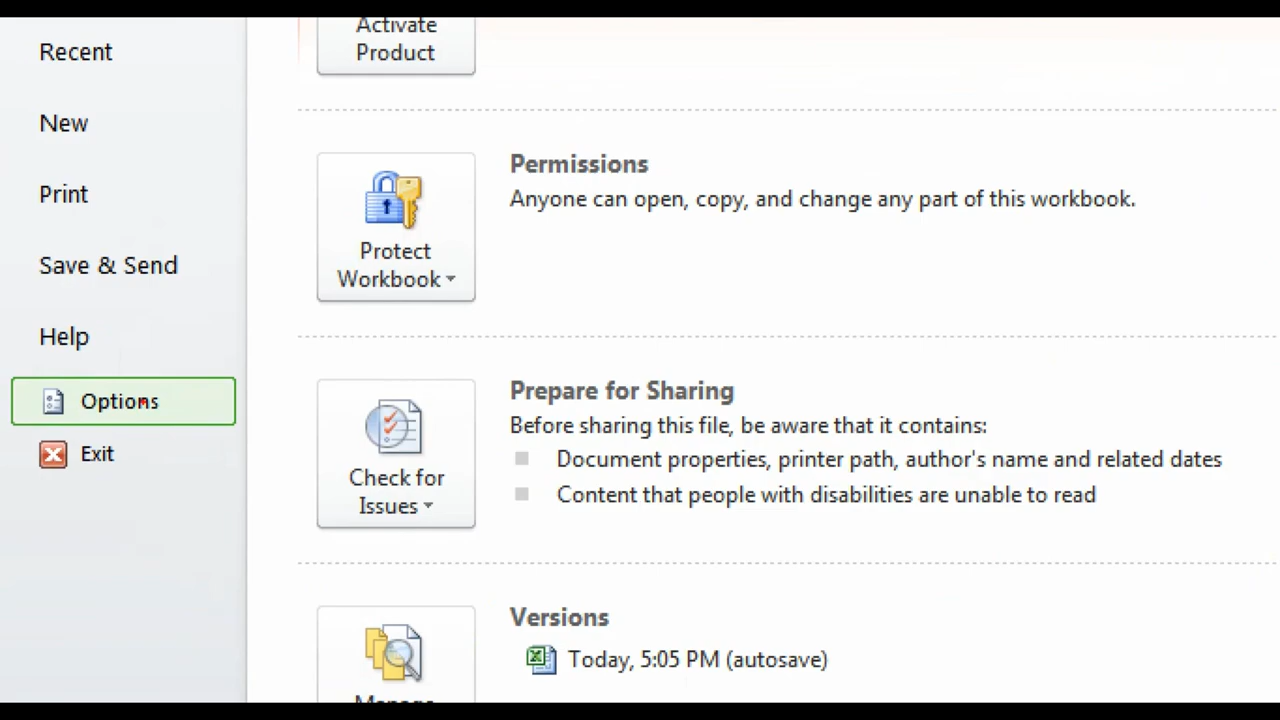 Recent
New
Print
Save & Send
Help
Options
Exit
Activate
Product
Protect
Workbook
Permissions
Anyone can open, copy, and change any part of this workbook.
Check for
Issues
Prepare for Sharing
Before sharing this file, be aware that it contains:
Document properties, printer path, author's name and related dates
Content that people with disabilities are unable to read
Manage
Versions
Today, 5:05 PM (autosave)